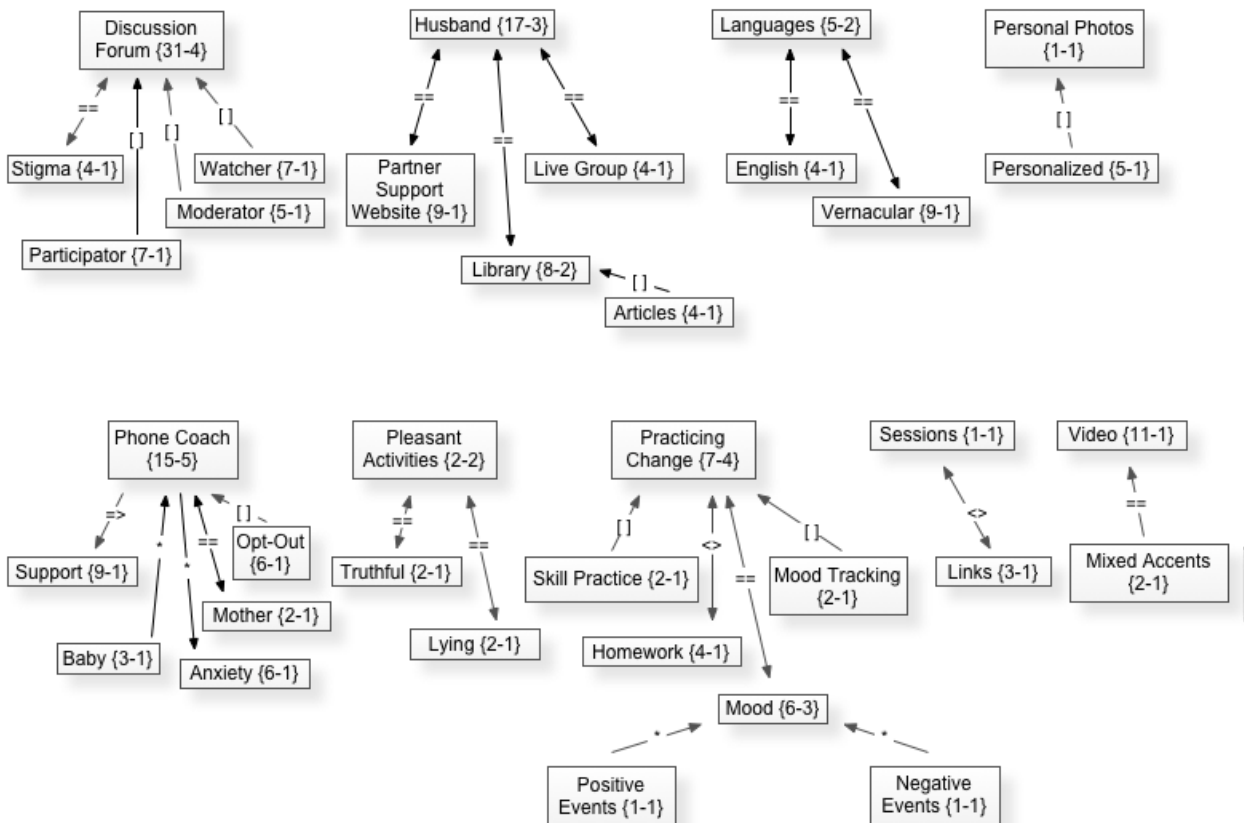 Discussion
Forum {31-4}
Husband {17-3}
Languages {5-2}
Personal Photos
{1-1}
==
[ ]
[ ]
[ ]
==
==
==
==
==
[ ]
Stigma {4-1}
Watcher {7-1}
Moderator {5-1}
Participator {7-1}
Partner
Support
Website {9-1}
Live Group {4-1}
Library {8-2}
[ ]
Articles {4-1}
English {4-1}
Vernacular {9-1}
Personalized {5-1}
Phone Coach
{15-5}
Pleasant
Activities {2-2}
Practicing
Change {7-4}
Sessions {1-1}
Video {11-1}
=>
*
*
==
[ ]
Opt-Out
{6-1}
Support {9-1}
Mother {2-1}
Baby {3-1}
Anxiety {6-1}
==
==
Truthful {2-1}
Lying {2-1}
[ ]
<>
==
[ ]
Skill Practice {2-1}
Mood Tracking
{2-1}
Homework {4-1}
Mood {6-3}
*
*
Positive
Events {1-1}
Negative
Events {1-1}
<>
Links {3-1}
==
Mixed Accents
{2-1}